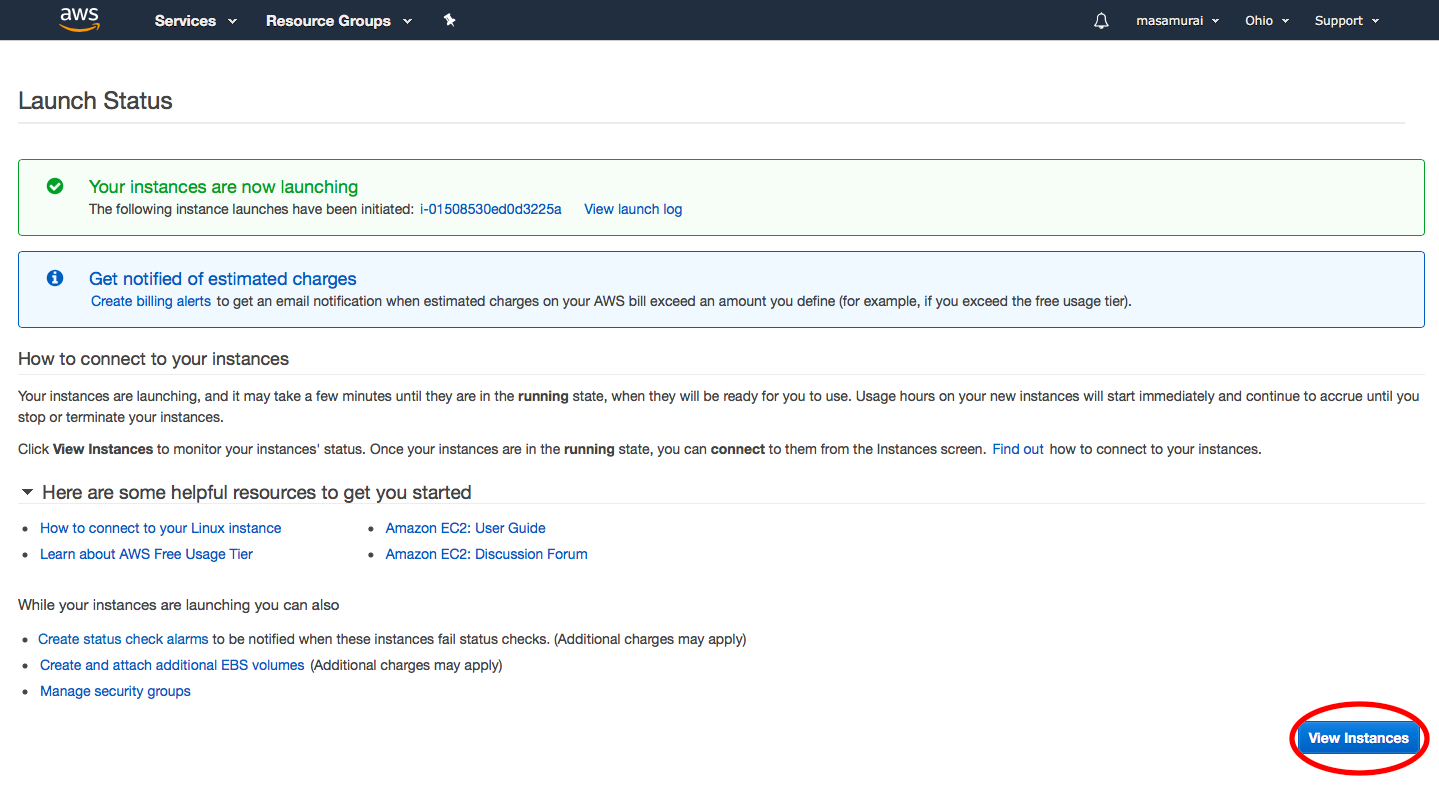 aws Services Resource Groups masamurai Ohio Support
Launch Status
Your instances are now launching
The following instance launches have been initiated: i-01508530ed0d3225a View launch log
Get notified of estimated charges
Create billing alerts to get an email notification when estimated charges on your AWS bill exceed an amount you define (for example, if you exceed the free usage tier).
How to connect to your instances
Your instances are launching, and it may take a few minutes until they are in the running state, when they will be ready for you to use. Usage hours on your new instances will start immediately and continue to accrue until you
stop or terminate your instances.
Click View Instances to monitor your instances' status. Once your instances are in the running state, you can connect to them from the Instances screen. Find out how to connect to your instances.
Here are some helpful resources to get you started
• How to connect to your Linux instance • Amazon EC2: User Guide
• Learn about AWS Free Usage Tier • Amazon EC2: Discussion Forum
While your instances are launching you can also
• Create status check alarms to be notified when these instances fail status checks. (Additional charges may apply)
• Create and attach additional EBS volumes (Additional charges may apply)
• Manage security groups
View Instances